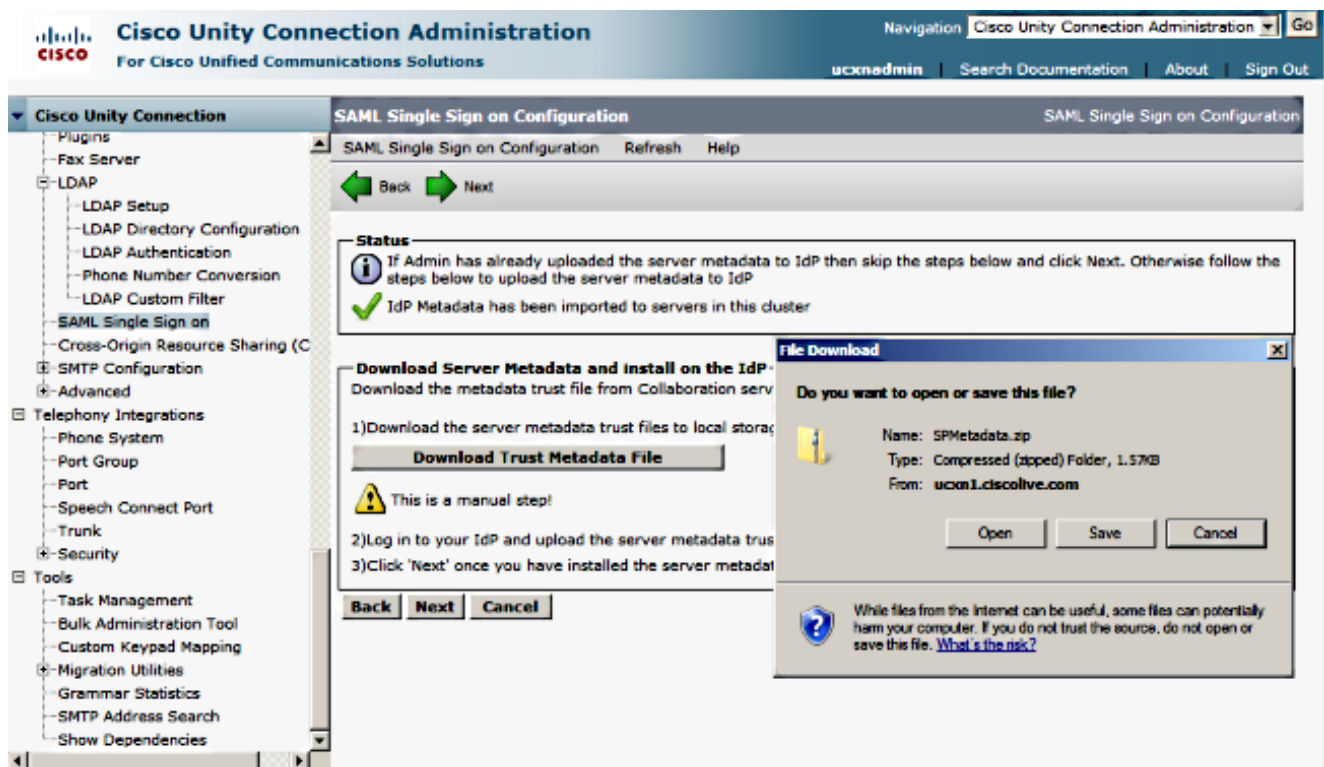 Cisco Unity Connection Administration
For Cisco Unified Communications Solutions
CISCO
Navigation Cisco Unity Connection Administration Go
ucxnadmin | Search Documentation | About | Sign Out
Cisco Unity Connection
Plugins
Fax Server
LDAP
LDAP Setup
LDAP Directory Configuration
LDAP Authentication
Phone Number Conversion
LDAP Custom Filter
SAML Single Sign on
Cross-Origin Resource Sharing (C
SMTP Configuration
Advanced
Telephony Integrations
Phone System
Port Group
Port
Speech Connect Port
Trunk
Security
Tools
Task Management
Bulk Administration Tool
Custom Keypad Mapping
Migration Utilities
Grammar Statistics
SMTP Address Search
Show Dependencies
SAML Single Sign on Configuration
SAML Single Sign on Configuration
SAML Single Sign on Configuration Refresh Help
Back Next
Status
If Admin has already uploaded the server metadata to IdP then skip the steps below and click Next. Otherwise follow the
steps below to upload the server metadata to IdP
IdP Metadata has been imported to servers in this cluster
Download Server Metadata and install on the IdP
Download the metadata trust file from Collaboration serv
1)Download the server metadata trust files to local storag
Download Trust Metadata File
This is a manual step!
2)Log in to your IdP and upload the server metadata trus
3)Click 'Next' once you have installed the server metadat
Back Next Cancel
File Download
Do you want to open or save this file?
Name: SPMetadata.zip
Type: Compressed (zipped) Folder, 1.57KB
From: ucxn1.ciscolive.com
Open Save Cancel
While files from the Internet can be useful, some files can potentially
harm your computer. If you do not trust the source, do not open or
save this file. What's the risk?